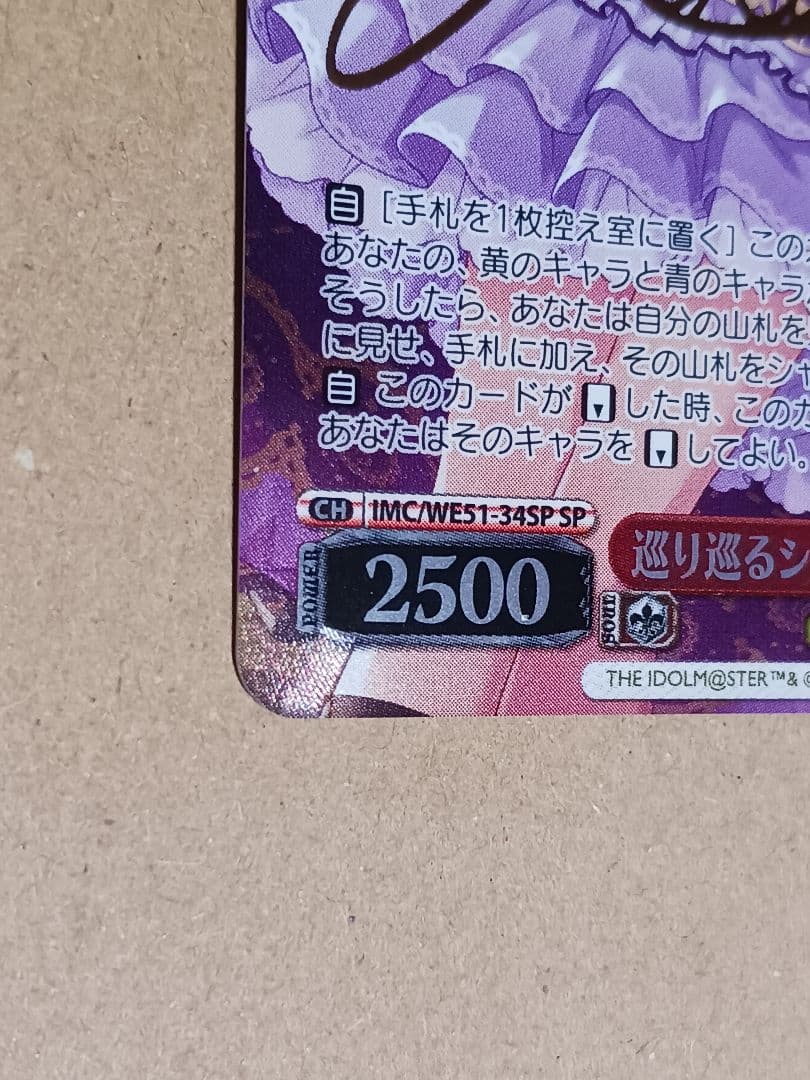 自 [手札を1枚控え室に置く] この
あなたの、黄のキャラと青のキャラ
そうしたら、あなたは自分の山札を
に見せ、手札に加え、その山札をシャ
自 このカードが した時、この
あなたはそのキャラを してよい。
CH IMC/WE51-34SP SP
POWER 2500
巡り巡るシ
SOUL
THE IDOLM@STER™& ©